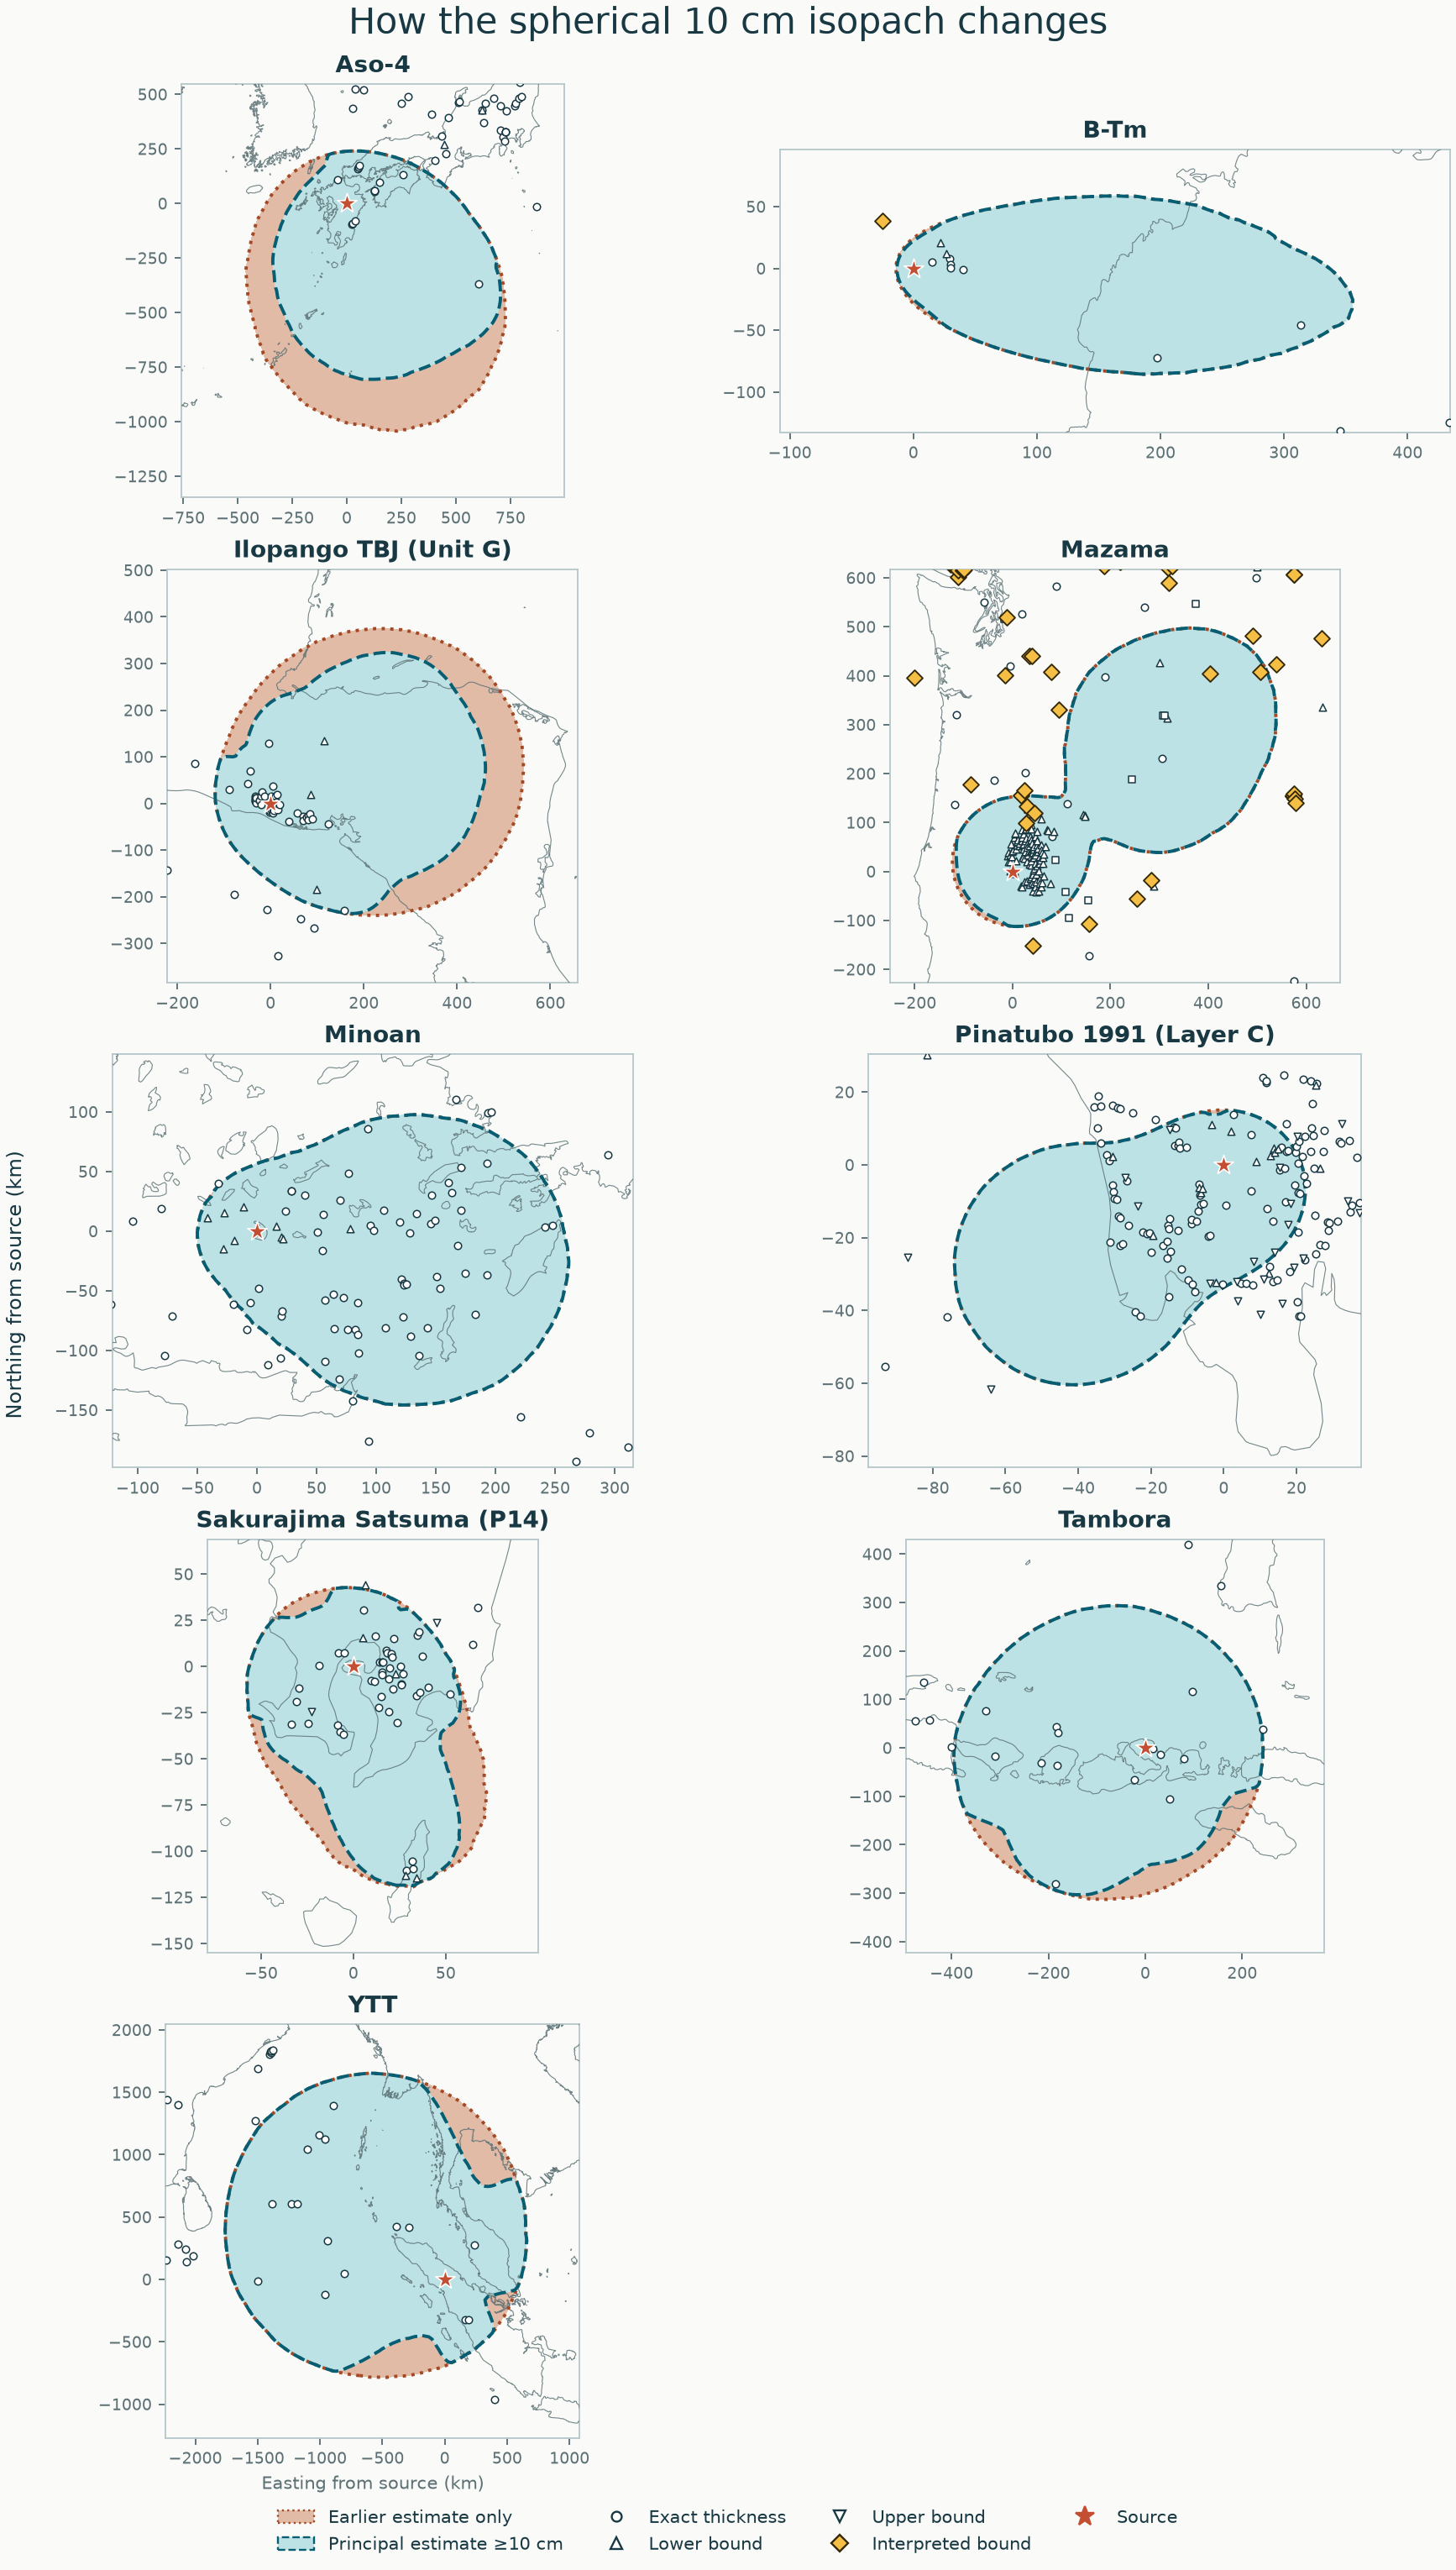 How the spherical 10 cm isopach changes
Aso-4
500
250
0
−250
−500
−750
−1000
−1250
−750 −500 −250 0 250 500 750
B-Tm
50
0
−50
−100
−100 0 100 200 300 400
Ilopango TBJ (Unit G)
500
400
300
200
100
0
−100
−200
−300
−200 0 200 400 600
Mazama
600
500
400
300
200
100
0
−100
−200
−200 0 200 400 600
Minoan
100
50
0
−50
−100
−150
−100 −50 0 50 100 150 200 250 300
Northing from source (km)
Pinatubo 1991 (Layer C)
20
0
−20
−40
−60
−80
−80 −60 −40 −20 0 20
Sakurajima Satsuma (P14)
50
25
0
−25
−50
−75
−100
−125
−150
−50 0 50
Tambora
400
300
200
100
0
−100
−200
−300
−400
−400 −200 0 200
YTT
2000
1500
1000
500
0
−500
−1000
−2000 −1500 −1000 −500 0 500 1000
Easting from source (km)
Earlier estimate only
Principal estimate ≥10 cm
Exact thickness
Lower bound
Upper bound
Interpreted bound
Source